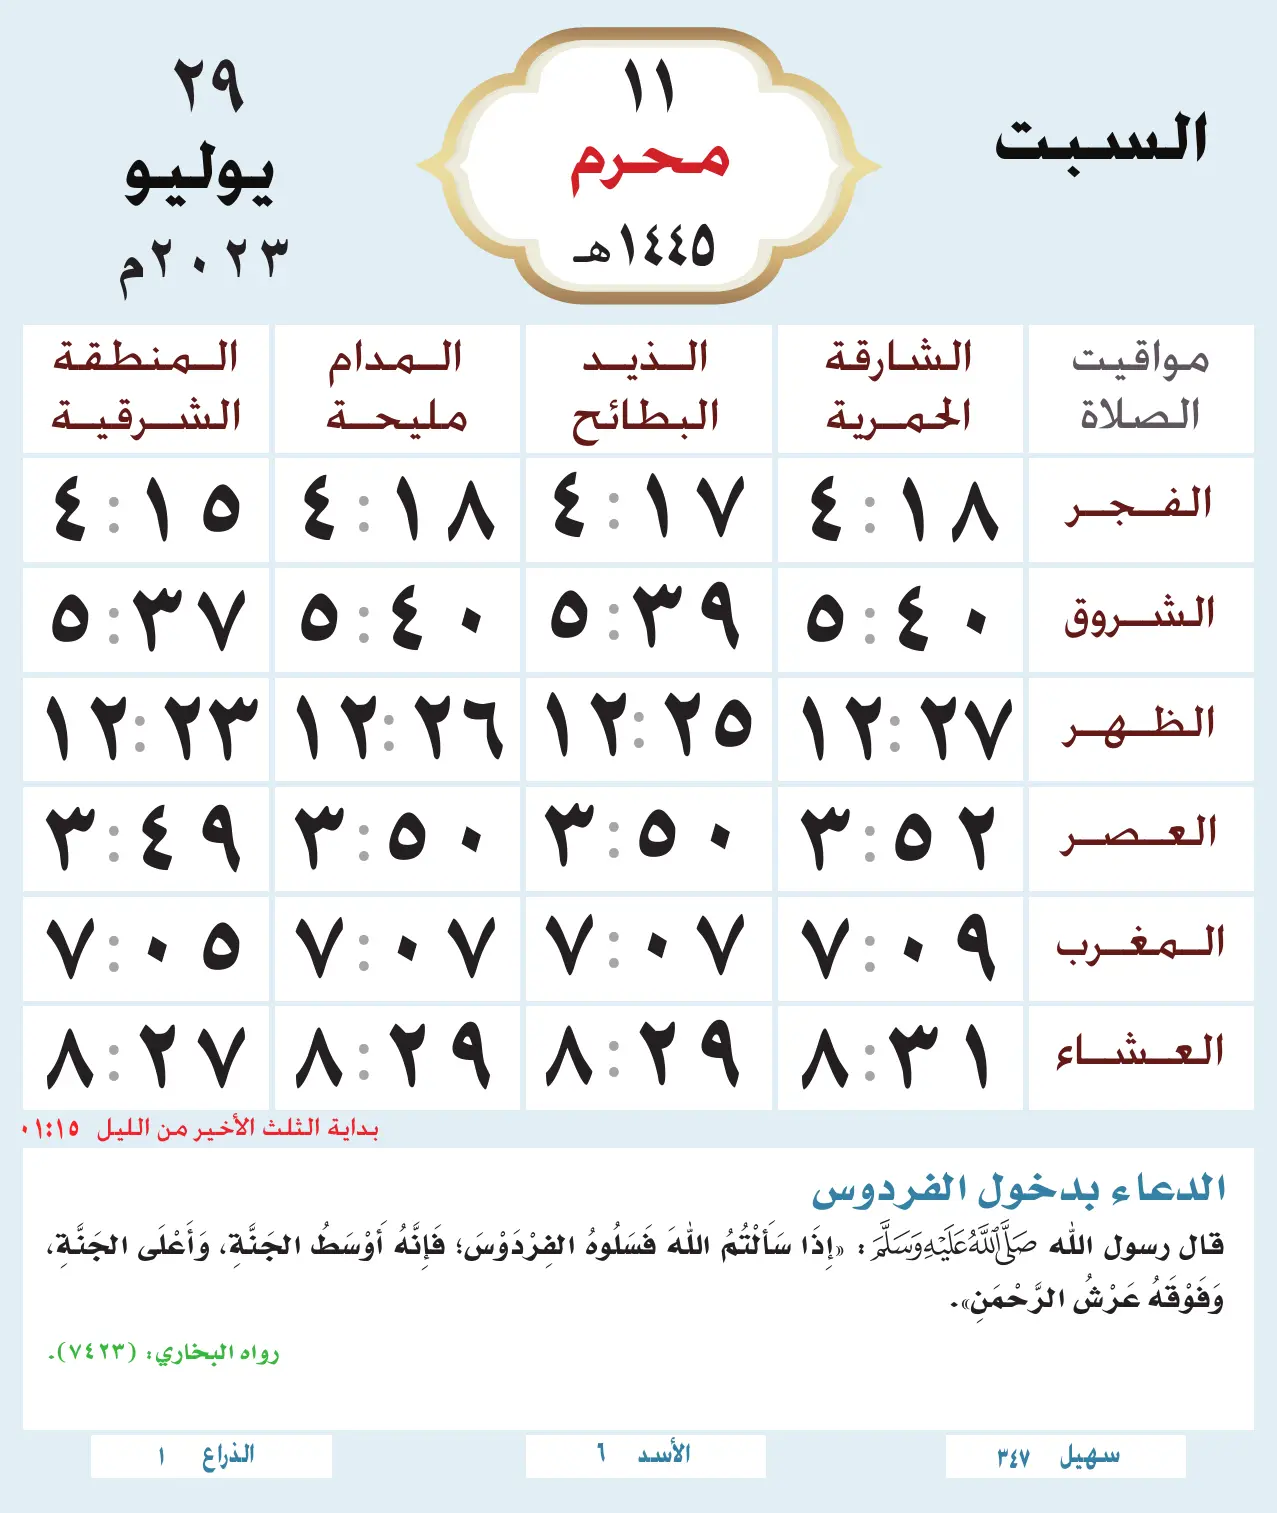 السبت
١١
محرم
١٤٤٥هـ
٢٩
يوليو
٢٠٢٣م
مواقيت الصلاة | الشارقة الحمرية | الذيد البطائح | المدام مليحة | المنطقة الشرقية
الفجر ٤:١٨ ٤:١٧ ٤:١٨ ٤:١٥
الشروق ٥:٤٠ ٥:٣٩ ٥:٤٠ ٥:٣٧
الظهر ١٢:٢٧ ١٢:٢٥ ١٢:٢٦ ١٢:٢٣
العصر ٣:٥٢ ٣:٥٠ ٣:٥٠ ٣:٤٩
المغرب ٧:٠٩ ٧:٠٧ ٧:٠٧ ٧:٠٥
العشاء ٨:٣١ ٨:٢٩ ٨:٢٩ ٨:٢٧
بداية الثلث الأخير من الليل ٠١:١٥
الدعاء بدخول الفردوس
قال رسول الله صَلَّى اللَّهُ عَلَيْهِ وَسَلَّمَ: «إِذَا سَأَلْتُمُ اللهَ فَسَلُوهُ الفِرْدَوْسَ؛ فَإِنَّهُ أَوْسَطُ الجَنَّةِ، وَأَعْلَى الجَنَّةِ،
وَفَوْقَهُ عَرْشُ الرَّحْمَنِ».
رواه البخاري: (٧٤٢٣).
سهيل ٣٤٧
الأسد ٦
الذراع ١